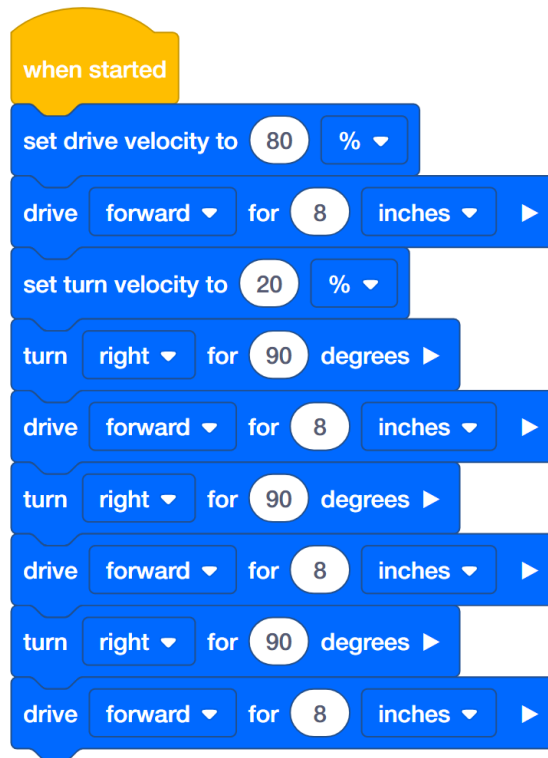 when started
set drive velocity to 80 %
drive forward for 8 inches
set turn velocity to 20 %
turn right for 90 degrees
drive forward for 8 inches
turn right for 90 degrees
drive forward for 8 inches
turn right for 90 degrees
drive forward for 8 inches